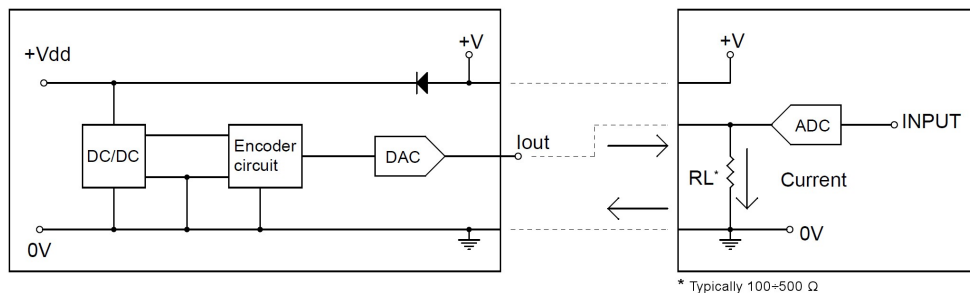 +Vdd
+V
DC/DC
Encoder
circuit
DAC
Iout
0V
+V
ADC
INPUT
RL*
Current
0V
* Typically 100÷500 Ω